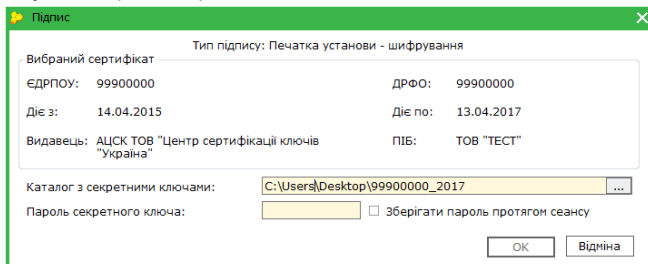 Підпис
Тип підпису: Печатка установи - шифрування
Вибраний сертифікат
ЄДРПОУ: 99900000 ДРФО: 99900000
Діє з: 14.04.2015 Діє по: 13.04.2017
Видавець: АЦСК ТОВ "Центр сертифікації ключів "Україна" ПІБ: ТОВ "ТЕСТ"
Каталог з секретними ключами: C:\Users\Desktop\99900000_2017 ...
Пароль секретного ключа: Зберігати пароль протягом сеансу
OK Відміна